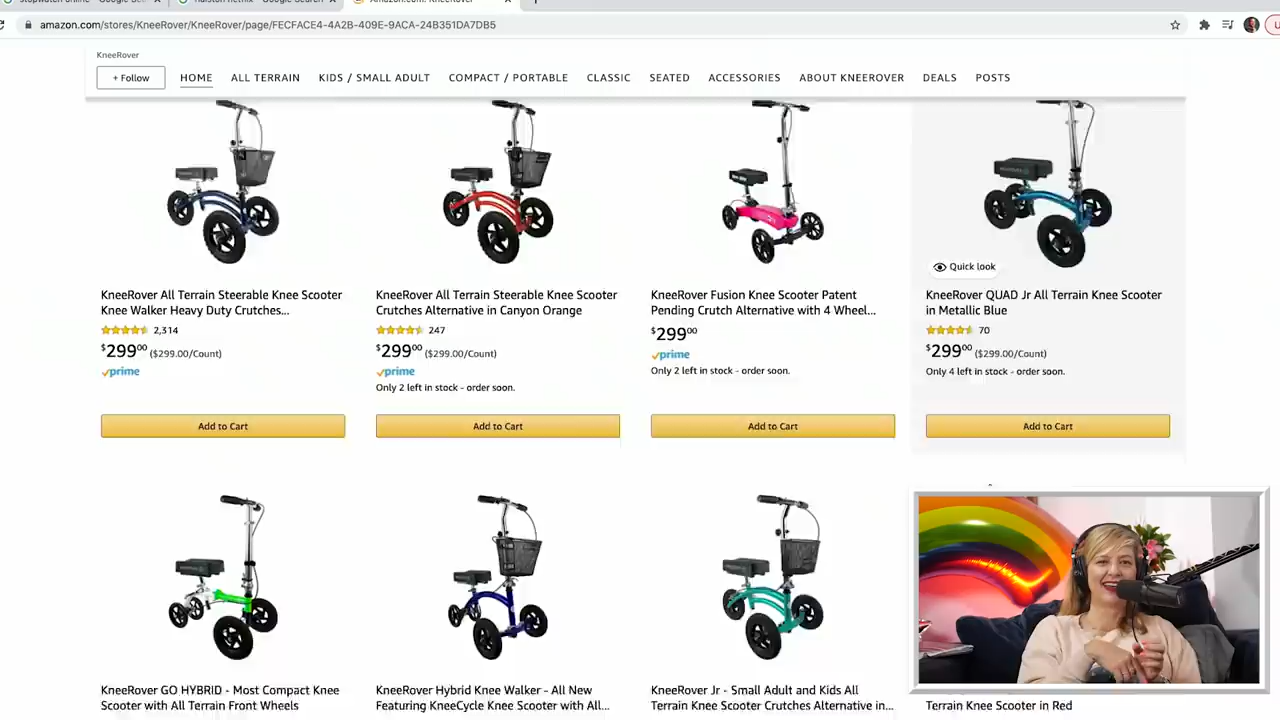 amazon.com/stores/KneeRover/KneeRover/page/FECFACE4-4A2B-409E-9ACA-24B351DA7DB5
KneeRover
+ Follow
HOME
ALL TERRAIN
KIDS / SMALL ADULT
COMPACT / PORTABLE
CLASSIC
SEATED
ACCESSORIES
ABOUT KNEEROVER
DEALS
POSTS
Quick look
KneeRover All Terrain Steerable Knee Scooter
Knee Walker Heavy Duty Crutches...
2,314
$299.00 ($299.00/Count)
prime
Add to Cart
KneeRover All Terrain Steerable Knee Scooter
Crutches Alternative in Canyon Orange
247
$299.00 ($299.00/Count)
prime
Only 2 left in stock - order soon.
Add to Cart
KneeRover Fusion Knee Scooter Patent
Pending Crutch Alternative with 4 Wheel...
$299.00
prime
Only 2 left in stock - order soon.
Add to Cart
KneeRover QUAD Jr All Terrain Knee Scooter
in Metallic Blue
70
$299.00 ($299.00/Count)
Only 4 left in stock - order soon.
Add to Cart
KneeRover GO HYBRID - Most Compact Knee
Scooter with All Terrain Front Wheels
KneeRover Hybrid Knee Walker - All New
Featuring KneeCycle Knee Scooter with All...
KneeRover Jr - Small Adult and Kids All
Terrain Knee Scooter Crutches Alternative in...
Terrain Knee Scooter in Red